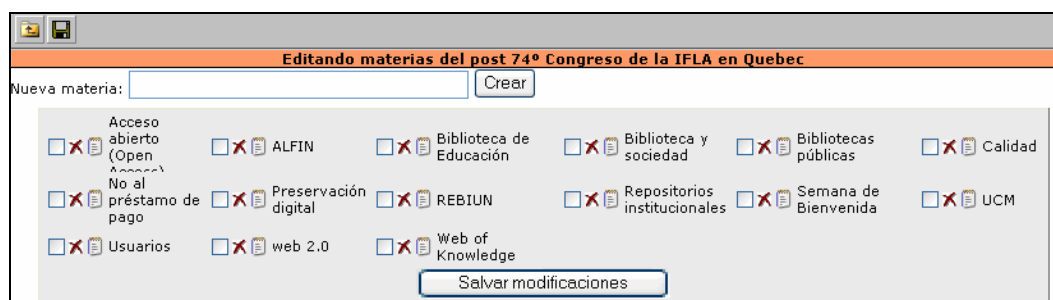 Editando materias del post 74º Congreso de la IFLA en Quebec
Nueva materia:
Crear
Acceso
abierto
(Open
Access)
ALFIN
Biblioteca de
Educación
Biblioteca y
sociedad
Bibliotecas
públicas
Calidad
No al
préstamo de
pago
Preservación
digital
REBIUN
Repositorios
institucionales
Semana de
Bienvenida
UCM
Usuarios
web 2.0
Web of
Knowledge
Salvar modificaciones